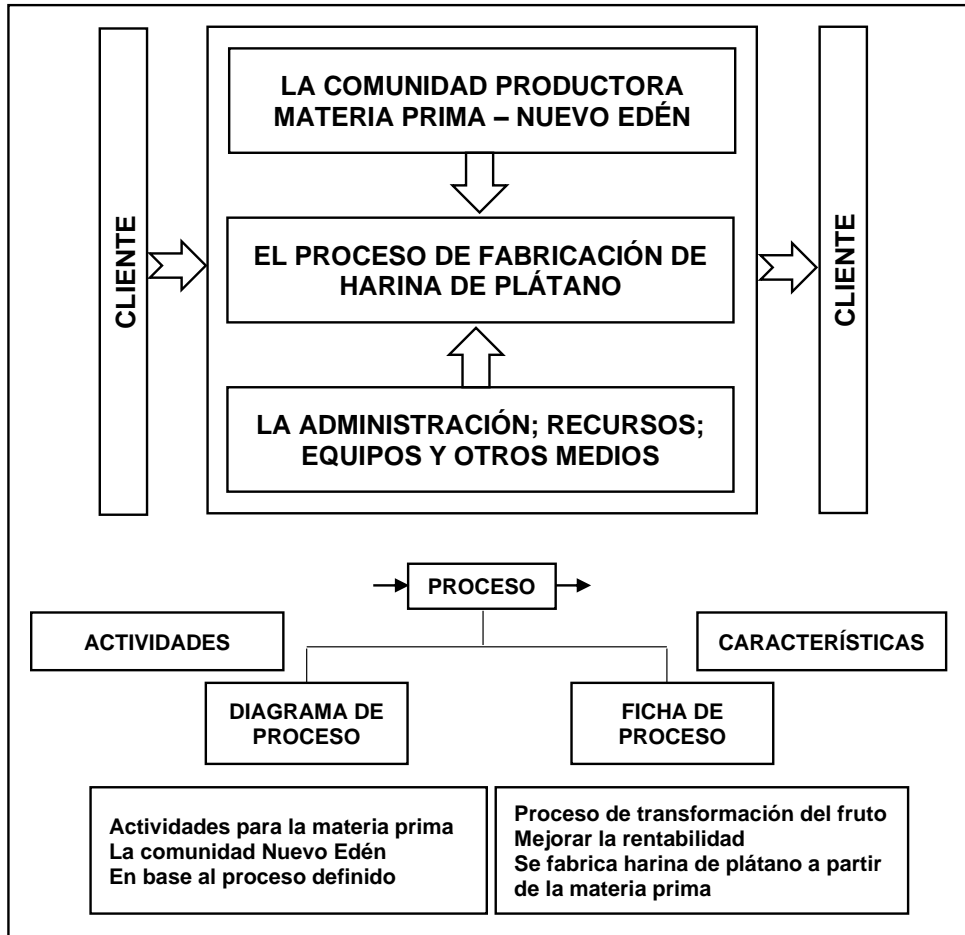 LA COMUNIDAD PRODUCTORA
MATERIA PRIMA – NUEVO EDÉN
CLIENTE
EL PROCESO DE FABRICACIÓN DE
HARINA DE PLÁTANO
CLIENTE
LA ADMINISTRACIÓN; RECURSOS;
EQUIPOS Y OTROS MEDIOS
PROCESO
ACTIVIDADES
CARACTERÍSTICAS
DIAGRAMA DE
PROCESO
FICHA DE
PROCESO
Actividades para la materia prima
La comunidad Nuevo Edén
En base al proceso definido
Proceso de transformación del fruto
Mejorar la rentabilidad
Se fabrica harina de plátano a partir
de la materia prima